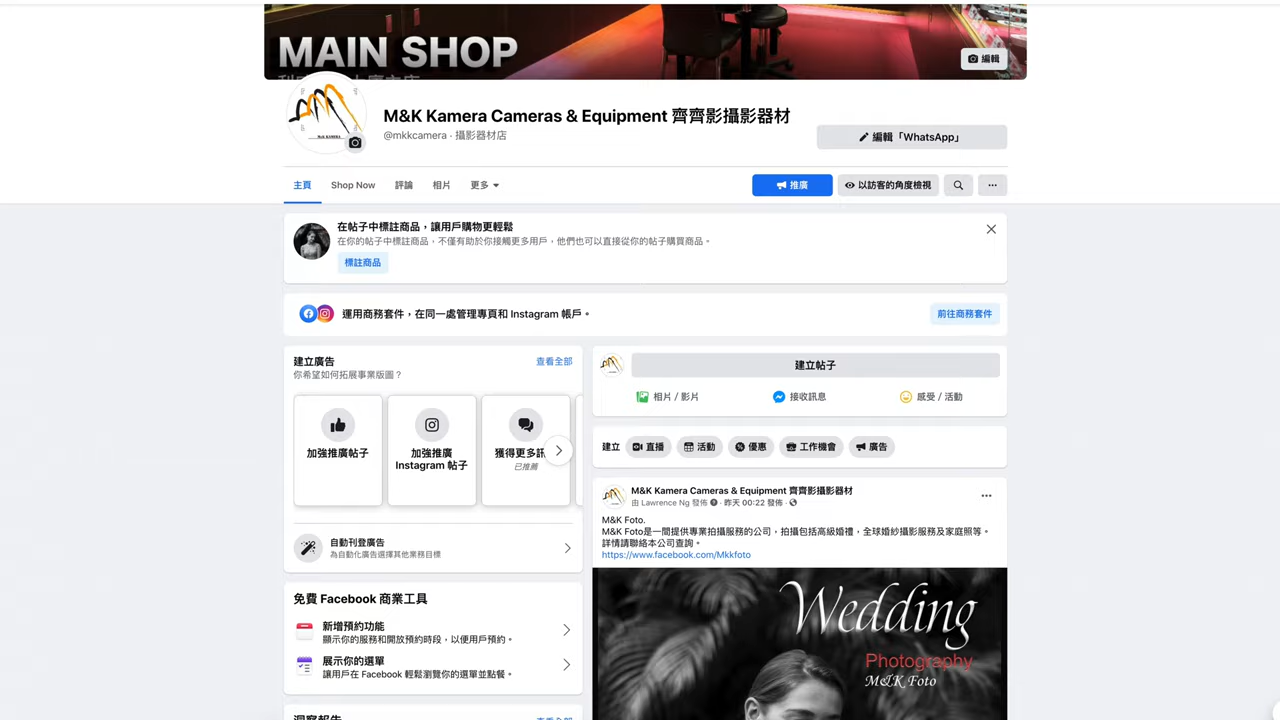 MAIN SHOP
編輯
M&K KAMERA
M&K Kamera Cameras & Equipment 齊齊影攝影器材
@mkkcamera · 攝影器材店
編輯「WhatsApp」
主頁
Shop Now
評論
相片
更多
推廣
以訪客的角度檢視
在帖子中標註商品，讓用戶購物更輕鬆
在你的帖子中標註商品，不僅有助於你接觸更多用戶，他們也可以直接從你的帖子購買商品。
標註商品
運用商務套件，在同一處管理專頁和 Instagram 帳戶。
前往商務套件
建立廣告
查看全部
你希望如何拓展事業版圖？
加強推廣帖子
加強推廣
Instagram 帖子
獲得更多訊
已推薦
自動刊登廣告
為自動化廣告選擇其他業務目標
免費 Facebook 商業工具
新增預約功能
顯示你的服務和開放預約時段，以便用戶預約。
展示你的選單
讓用戶在 Facebook 輕鬆瀏覽你的選單並點餐。
洞察報告
查看全部
建立帖子
相片 / 影片
接收訊息
感受 / 活動
建立
直播
活動
優惠
工作機會
廣告
M&K Kamera Cameras & Equipment 齊齊影攝影器材
由 Lawrence Ng 發佈 · 昨天 00:22 發佈 ·
M&K Foto.
M&K Foto是一間提供專業拍攝服務的公司，拍攝包括高級婚禮，全球婚紗攝影服務及家庭照等。
詳情請聯絡本公司查詢。
https://www.facebook.com/Mkkfoto
Wedding
Photography
M&K Foto